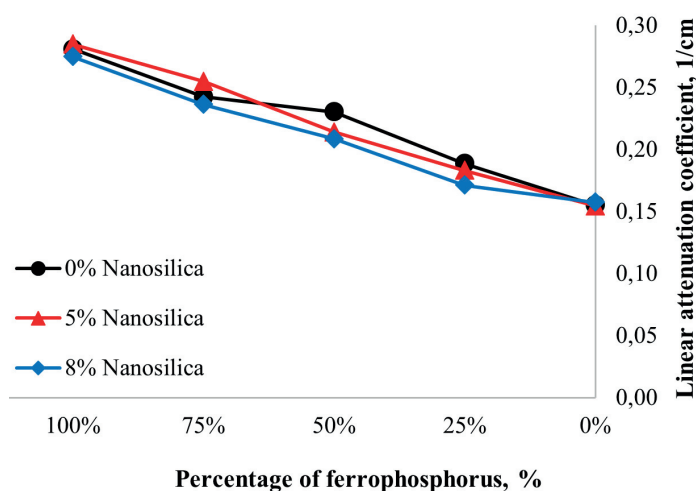 0,30
0,25
0,20
0,15
0,10
0,05
0,00
Linear attenuation coefficient, 1/cm
0% Nanosilica
5% Nanosilica
8% Nanosilica
100% 75% 50% 25% 0%
Percentage of ferrophosphorus, %